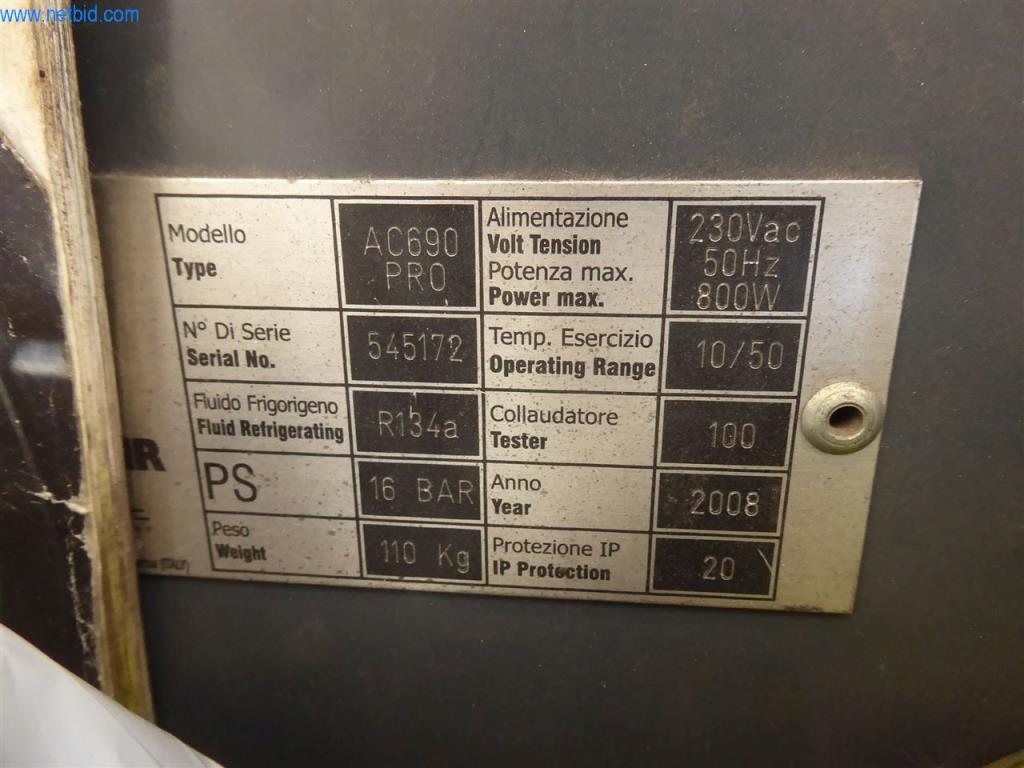 www.netbid.com
Modello
Type
AC690
PRO
Alimentazione
Volt Tension
Potenza max.
Power max.
230Vac
50Hz
800W
N° Di Serie
Serial No.
545172
Temp. Esercizio
Operating Range
10/50
Fluido Frigorigeno
Fluid Refrigerating
R134a
Collaudatore
Tester
100
PS
16 BAR
Anno
Year
2008
Peso
Weight
110 Kg
Protezione IP
IP Protection
20
(ITALY)